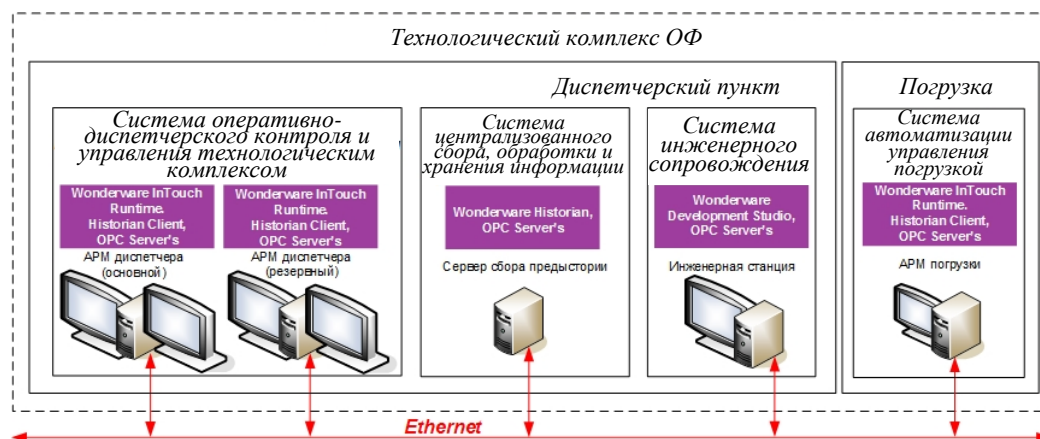 Технологический комплекс ОФ
Диспетчерский пункт
Погрузка
Система оперативно-
диспетчерского контроля и
управления технологическим
комплексом
Wonderware InTouch
Runtime.
Historian Client,
OPC Server's
АРМ диспетчера
(основной)
Wonderware InTouch
Runtime.
Historian Client,
OPC Server's
АРМ диспетчера
(резервный)
Система
централизованного
сбора, обработки и
хранения информации
Wonderware Historian,
OPC Server's
Сервер сбора предыстории
Система
инженерного
сопровождения
Wonderware
Development Studio,
OPC Server's
Инженерная станция
Система
автоматизации
управления
погрузкой
Wonderware InTouch
Runtime.
Historian Client,
OPC Server's
АРМ погрузки
Ethernet